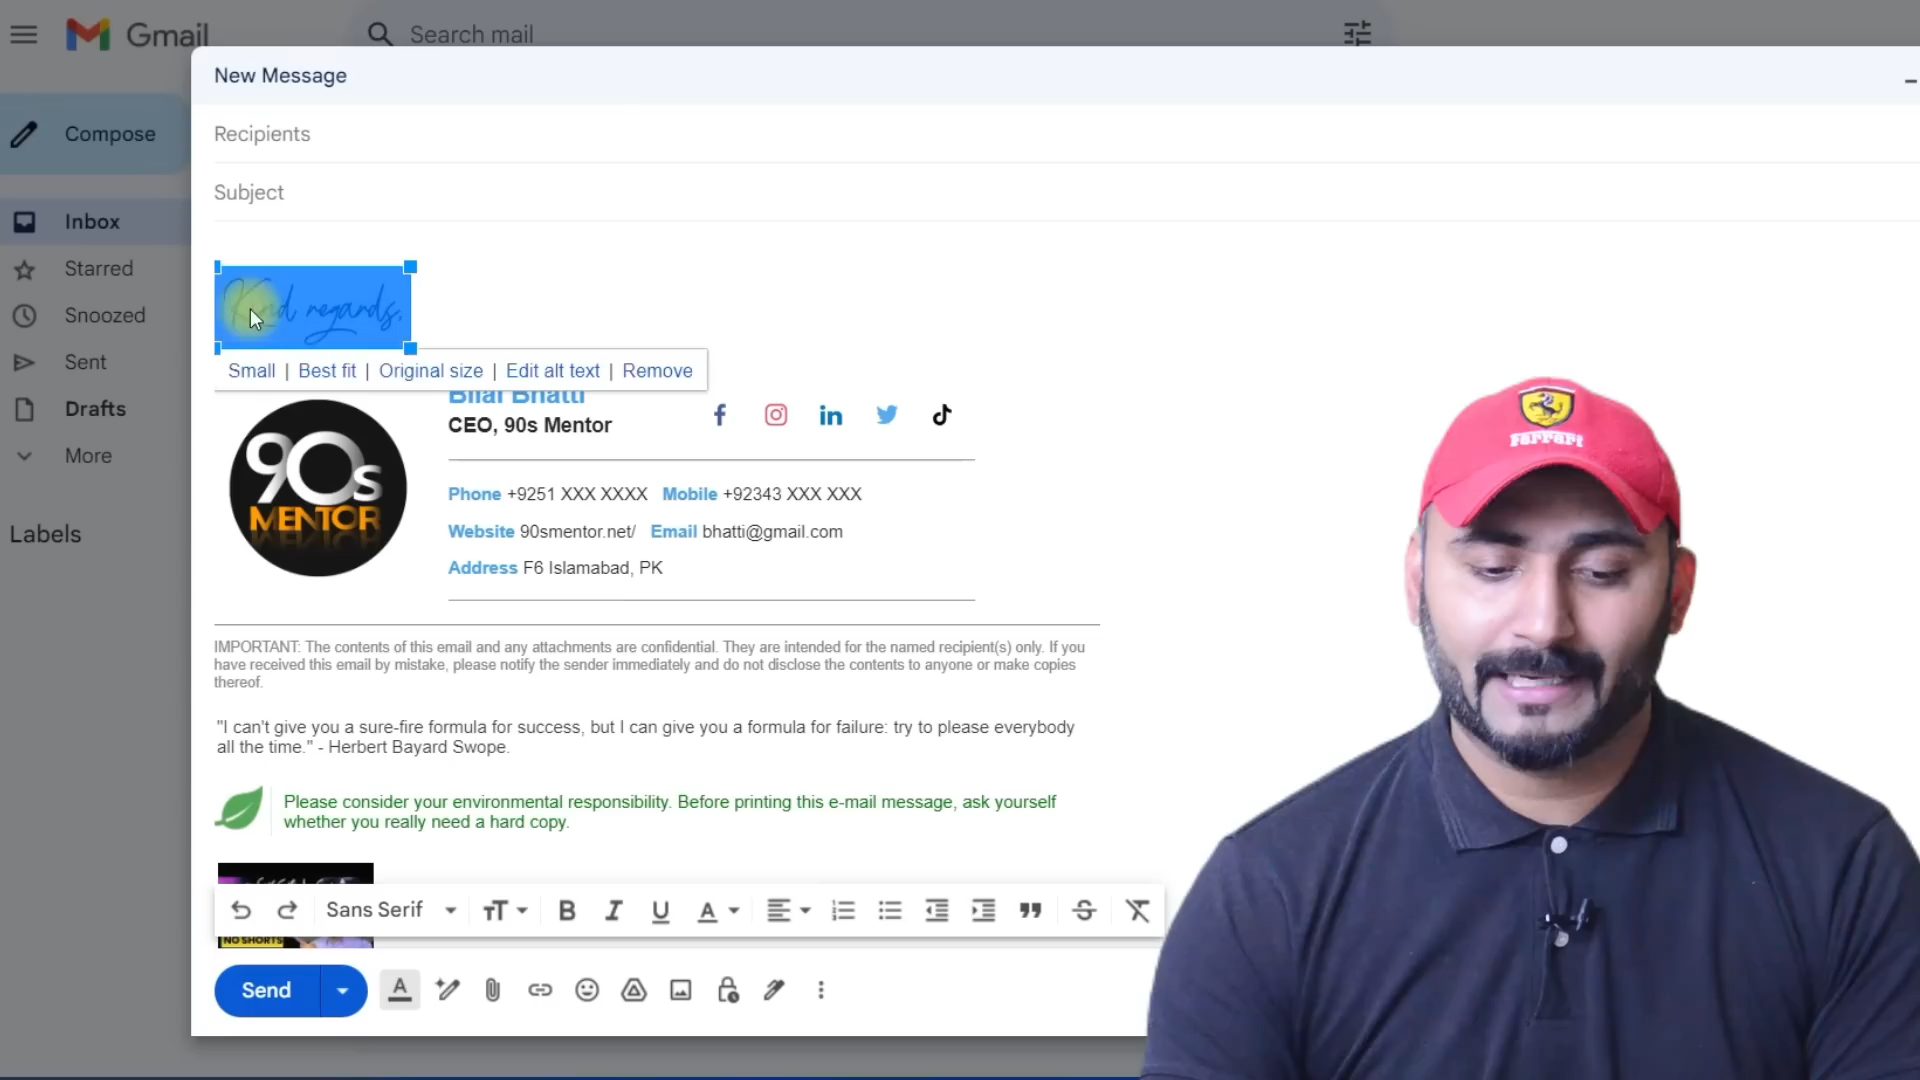 Gmail
Search mail
New Message
Compose
Recipients
Subject
Inbox
Starred
Snoozed
Sent
Drafts
More
Labels
Kind regards,
Small | Best fit | Original size | Edit alt text | Remove
Bilal Bhatti
CEO, 90s Mentor
90s
MENTOR
Phone +9251 XXX XXXX Mobile +92343 XXX XXX
Website 90smentor.net/ Email bhatti@gmail.com
Address F6 Islamabad, PK
IMPORTANT: The contents of this email and any attachments are confidential. They are intended for the named recipient(s) only. If you
have received this email by mistake, please notify the sender immediately and do not disclose the contents to anyone or make copies
thereof.
"I can't give you a sure-fire formula for success, but I can give you a formula for failure: try to please everybody
all the time." - Herbert Bayard Swope.
Please consider your environmental responsibility. Before printing this e-mail message, ask yourself
whether you really need a hard copy.
Sans Serif
NO SHORTS
Send
Ferrari